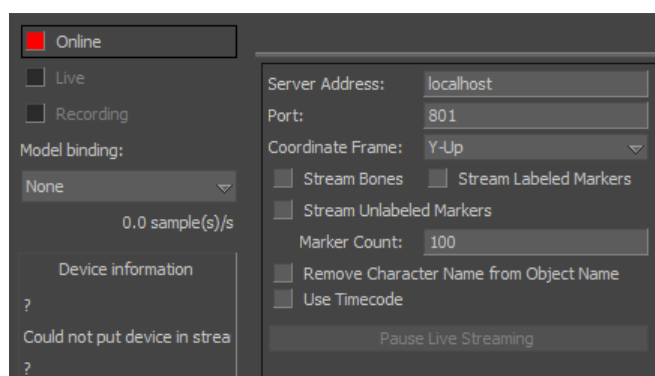 Online
Live
Recording
Model binding:
None
0.0 sample(s)/s
Device information
?
Could not put device in strea
?
Server Address: localhost
Port: 801
Coordinate Frame: Y-Up
Stream Bones Stream Labeled Markers
Stream Unlabeled Markers
Marker Count: 100
Remove Character Name from Object Name
Use Timecode
Pause Live Streaming